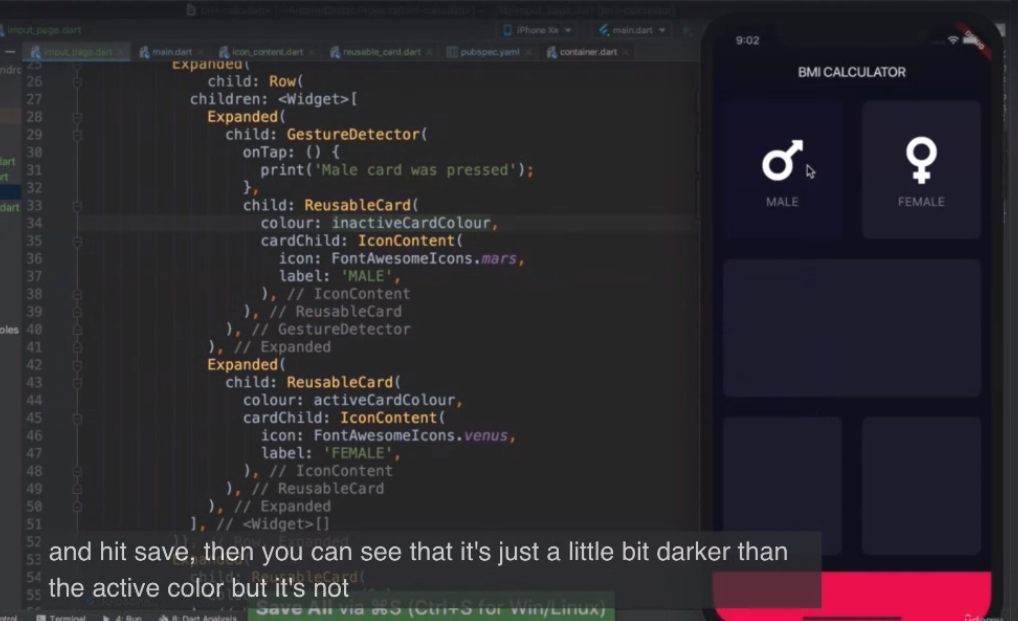 input_page.dart
iPhone Xʀ
main.dart
input_page.dart
main.dart
icon_content.dart
reusable_card.dart
pubspec.yaml
container.dart
25 Expanded(
26 child: Row(
27 children: <Widget>[
28 Expanded(
29 child: GestureDetector(
30 onTap: () {
31 print('Male card was pressed');
32 },
33 child: ReusableCard(
34 colour: inactiveCardColour,
35 cardChild: IconContent(
36 icon: FontAwesomeIcons.mars,
37 label: 'MALE',
38 ), // IconContent
39 ), // ReusableCard
40 ), // GestureDetector
41 ), // Expanded
42 Expanded(
43 child: ReusableCard(
44 colour: activeCardColour,
45 cardChild: IconContent(
46 icon: FontAwesomeIcons.venus,
47 label: 'FEMALE',
48 ), // IconContent
49 ), // ReusableCard
50 ), // Expanded
51 ], // <Widget>[]
52 )), // Row, Expanded
53 Expanded(
54 child: ReusableCard(
55
9:02
BMI CALCULATOR
MALE
FEMALE
and hit save, then you can see that it's just a little bit darker than
the active color but it's not
Save All via ⌘S (Ctrl+S for Win/Linux)
Terminal
4: Run
Dart Analysis
Udemy